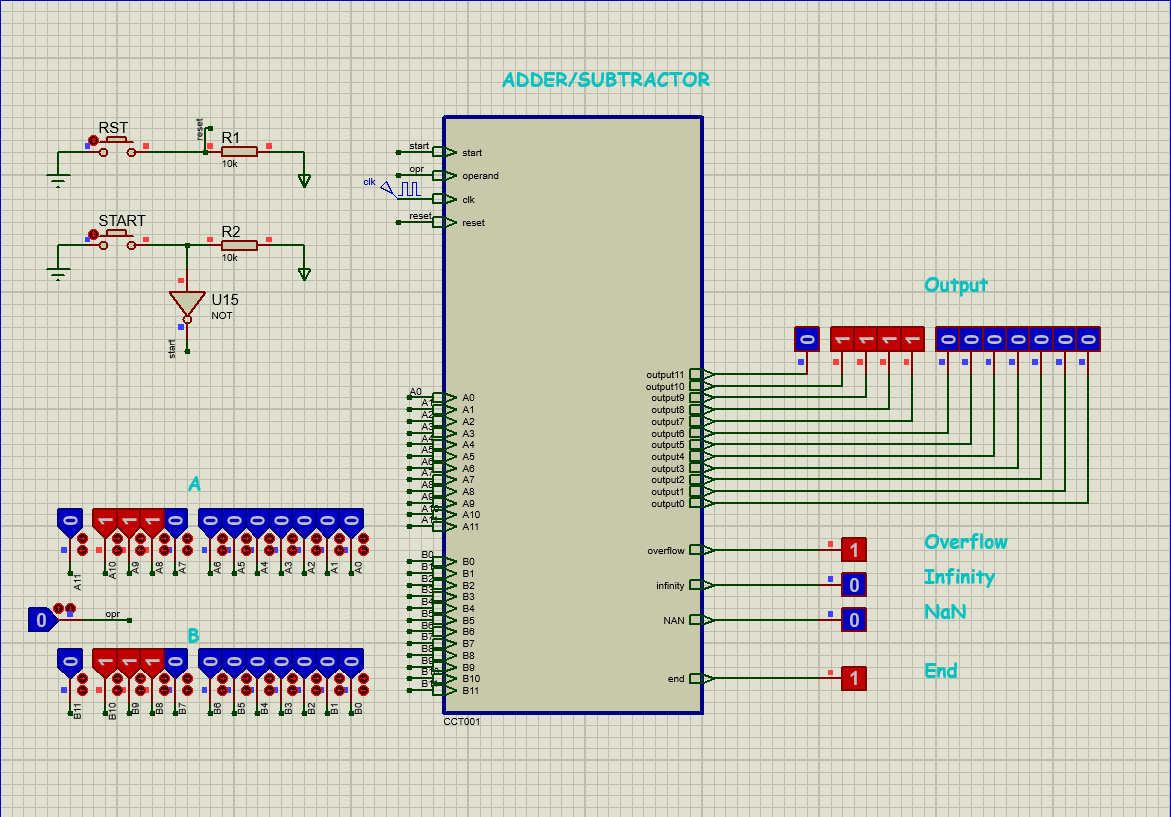 ADDER/SUBTRACTOR
RST
reset
R1
10k
START
R2
10k
U15
NOT
start
start
opr
clk
reset
start
operand
clk
reset
A0 A0
A1 A1
A2 A2
A3 A3
A4 A4
A5 A5
A6 A6
A7 A7
A8 A8
A9 A9
A10 A10
A11 A11
B0 B0
B1 B1
B2 B2
B3 B3
B4 B4
B5 B5
B6 B6
B7 B7
B8 B8
B9 B9
B10 B10
B11 B11
CCT001
Output
0 1 1 1 1 0 0 0 0 0 0 0
output11
output10
output9
output8
output7
output6
output5
output4
output3
output2
output1
output0
overflow 1 Overflow
infinity 0 Infinity
NAN 0 NaN
end 1 End
A
0 1 1 1 0 0 0 0 0 0 0 0
A11 A10 A9 A8 A7 A6 A5 A4 A3 A2 A1 A0
0 opr
B
0 1 1 1 0 0 0 0 0 0 0 0
B11 B10 B9 B8 B7 B6 B5 B4 B3 B2 B1 B0